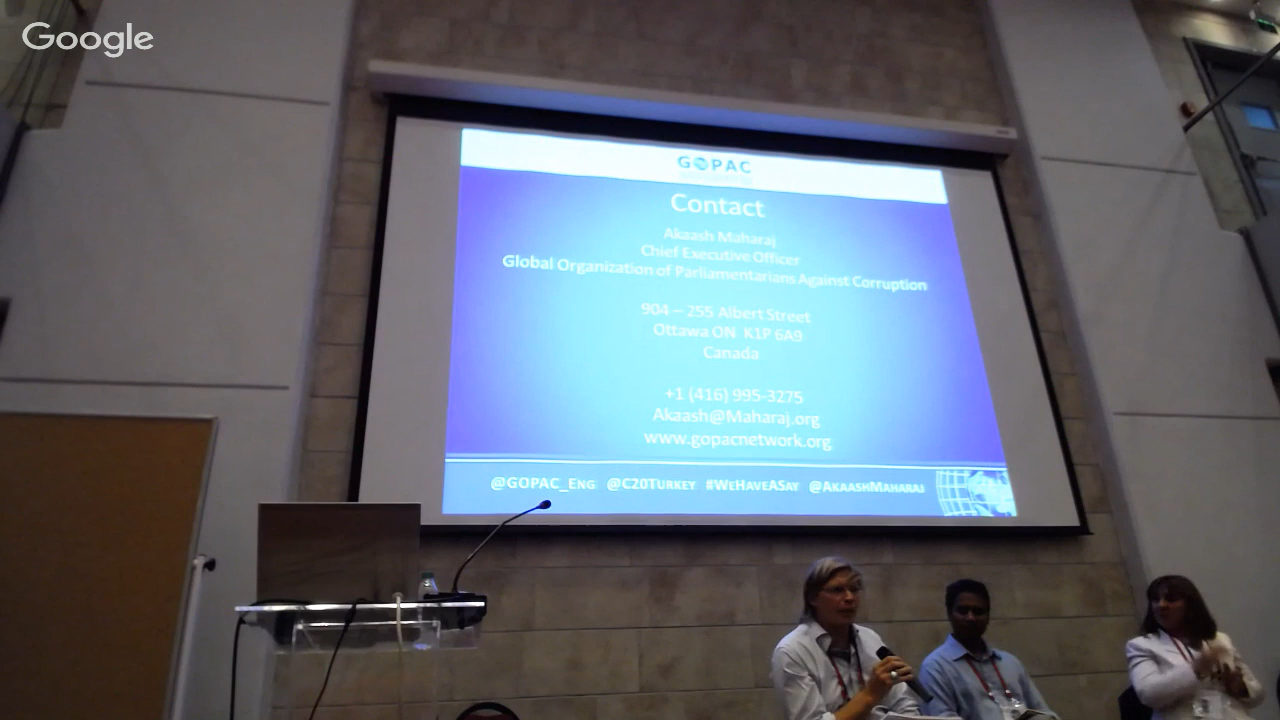 Google
GOPAC
Contact
Akaash Maharaj
Chief Executive Officer
Global Organization of Parliamentarians Against Corruption
904 – 255 Albert Street
Ottawa ON K1P 6A9
Canada
+1 (416) 995-3275
Akaash@Maharaj.org
www.gopacnetwork.org
@GOPAC_Eng @C20Turkey #WeHaveASay @AkaashMaharaj